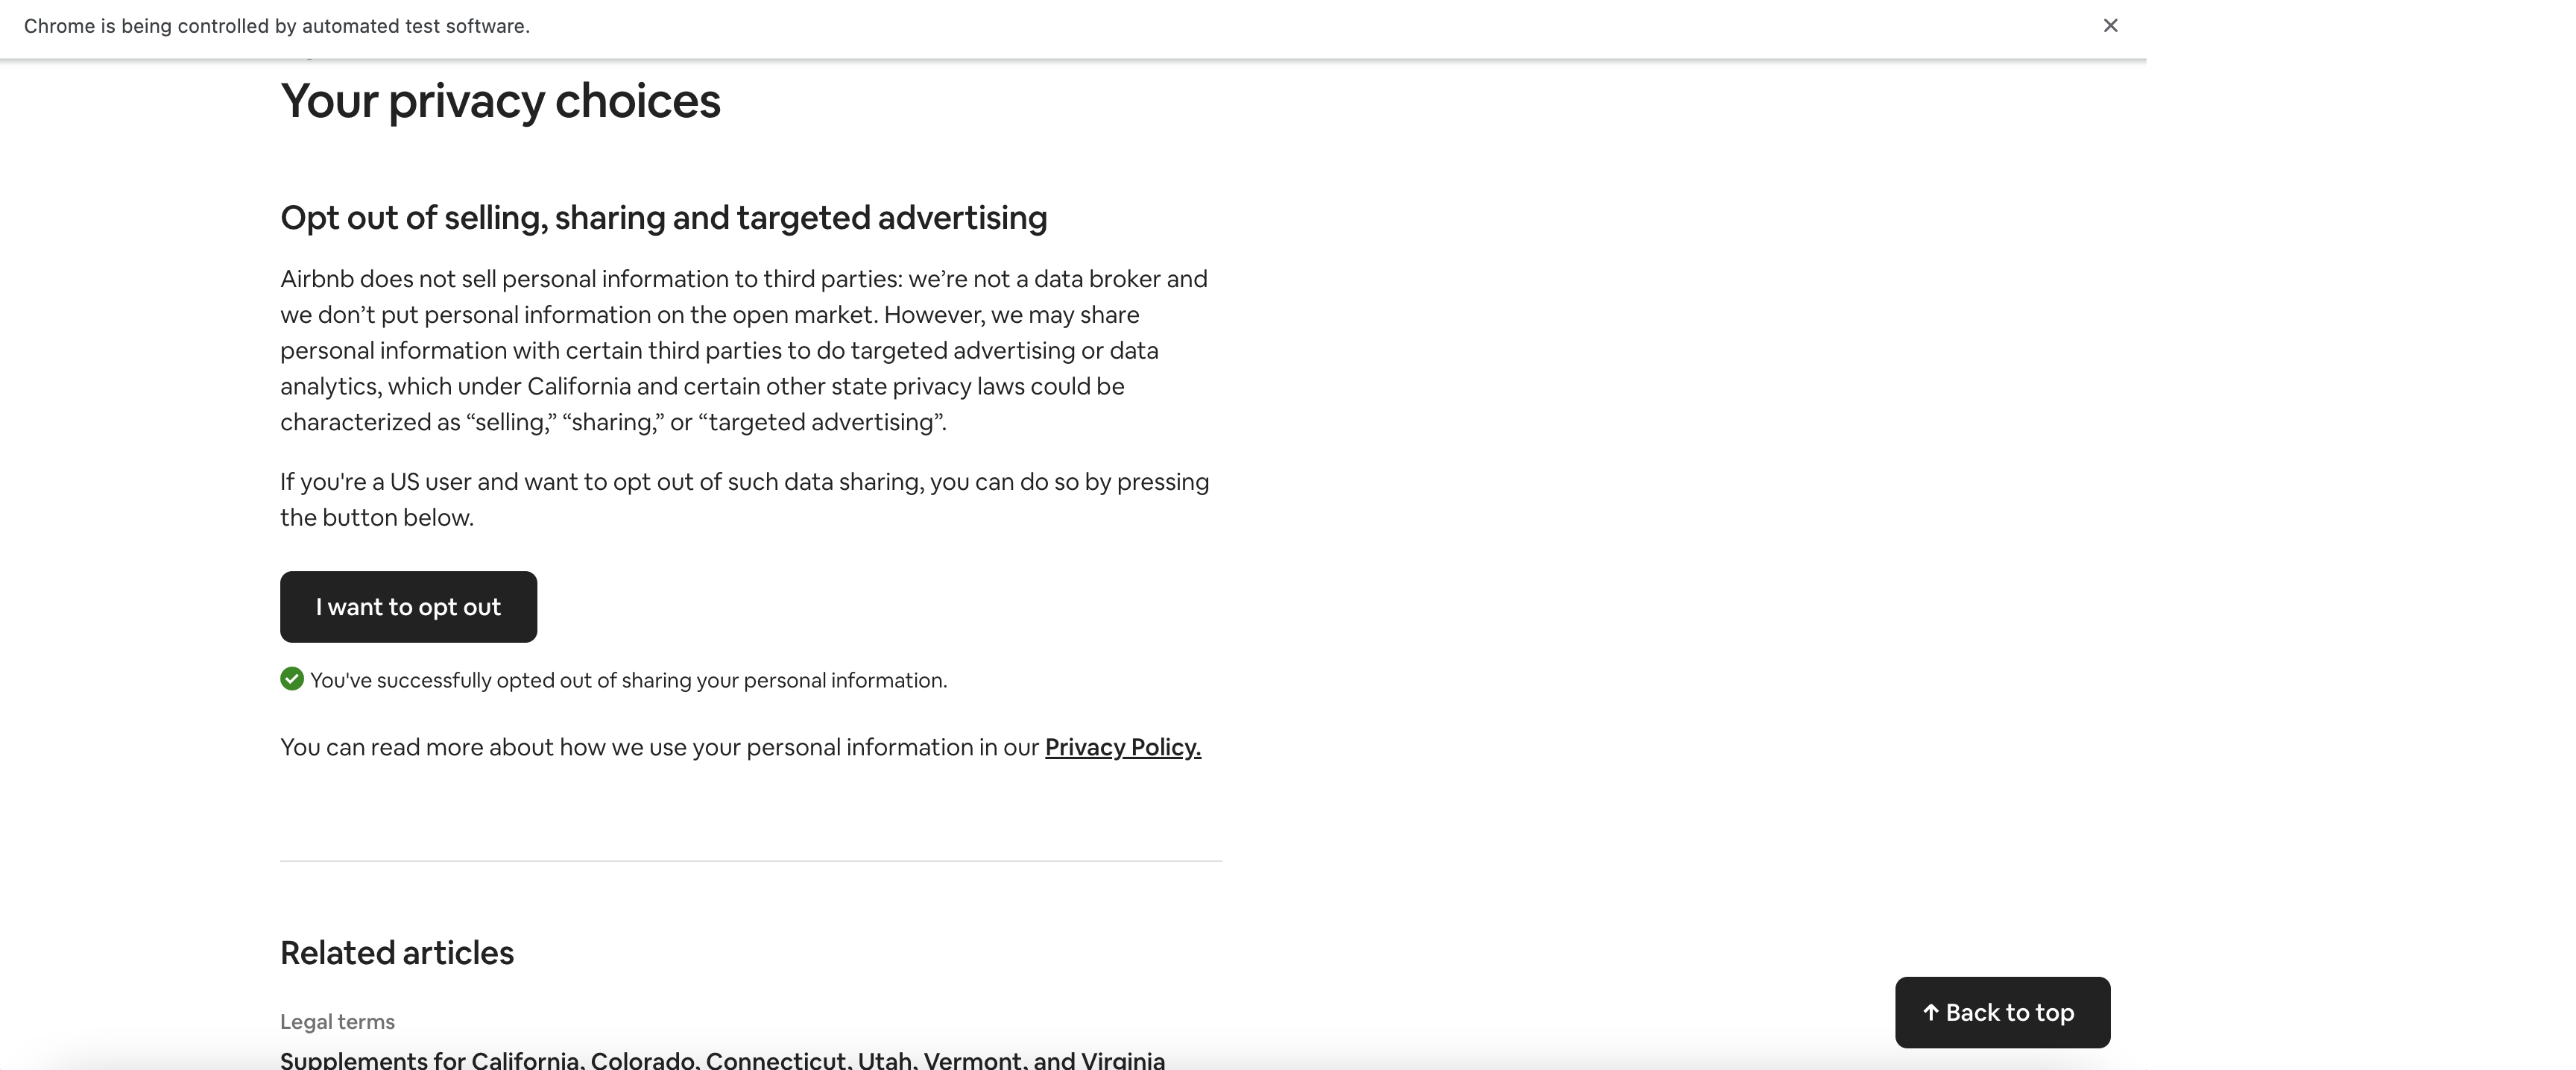 Chrome is being controlled by automated test software.
Your privacy choices
Opt out of selling, sharing and targeted advertising
Airbnb does not sell personal information to third parties: we’re not a data broker and
we don’t put personal information on the open market. However, we may share
personal information with certain third parties to do targeted advertising or data
analytics, which under California and certain other state privacy laws could be
characterized as “selling,” “sharing,” or “targeted advertising”.
If you're a US user and want to opt out of such data sharing, you can do so by pressing
the button below.
I want to opt out
You've successfully opted out of sharing your personal information.
You can read more about how we use your personal information in our Privacy Policy.
Related articles
Legal terms
Supplements for California, Colorado, Connecticut, Utah, Vermont, and Virginia
↑ Back to top